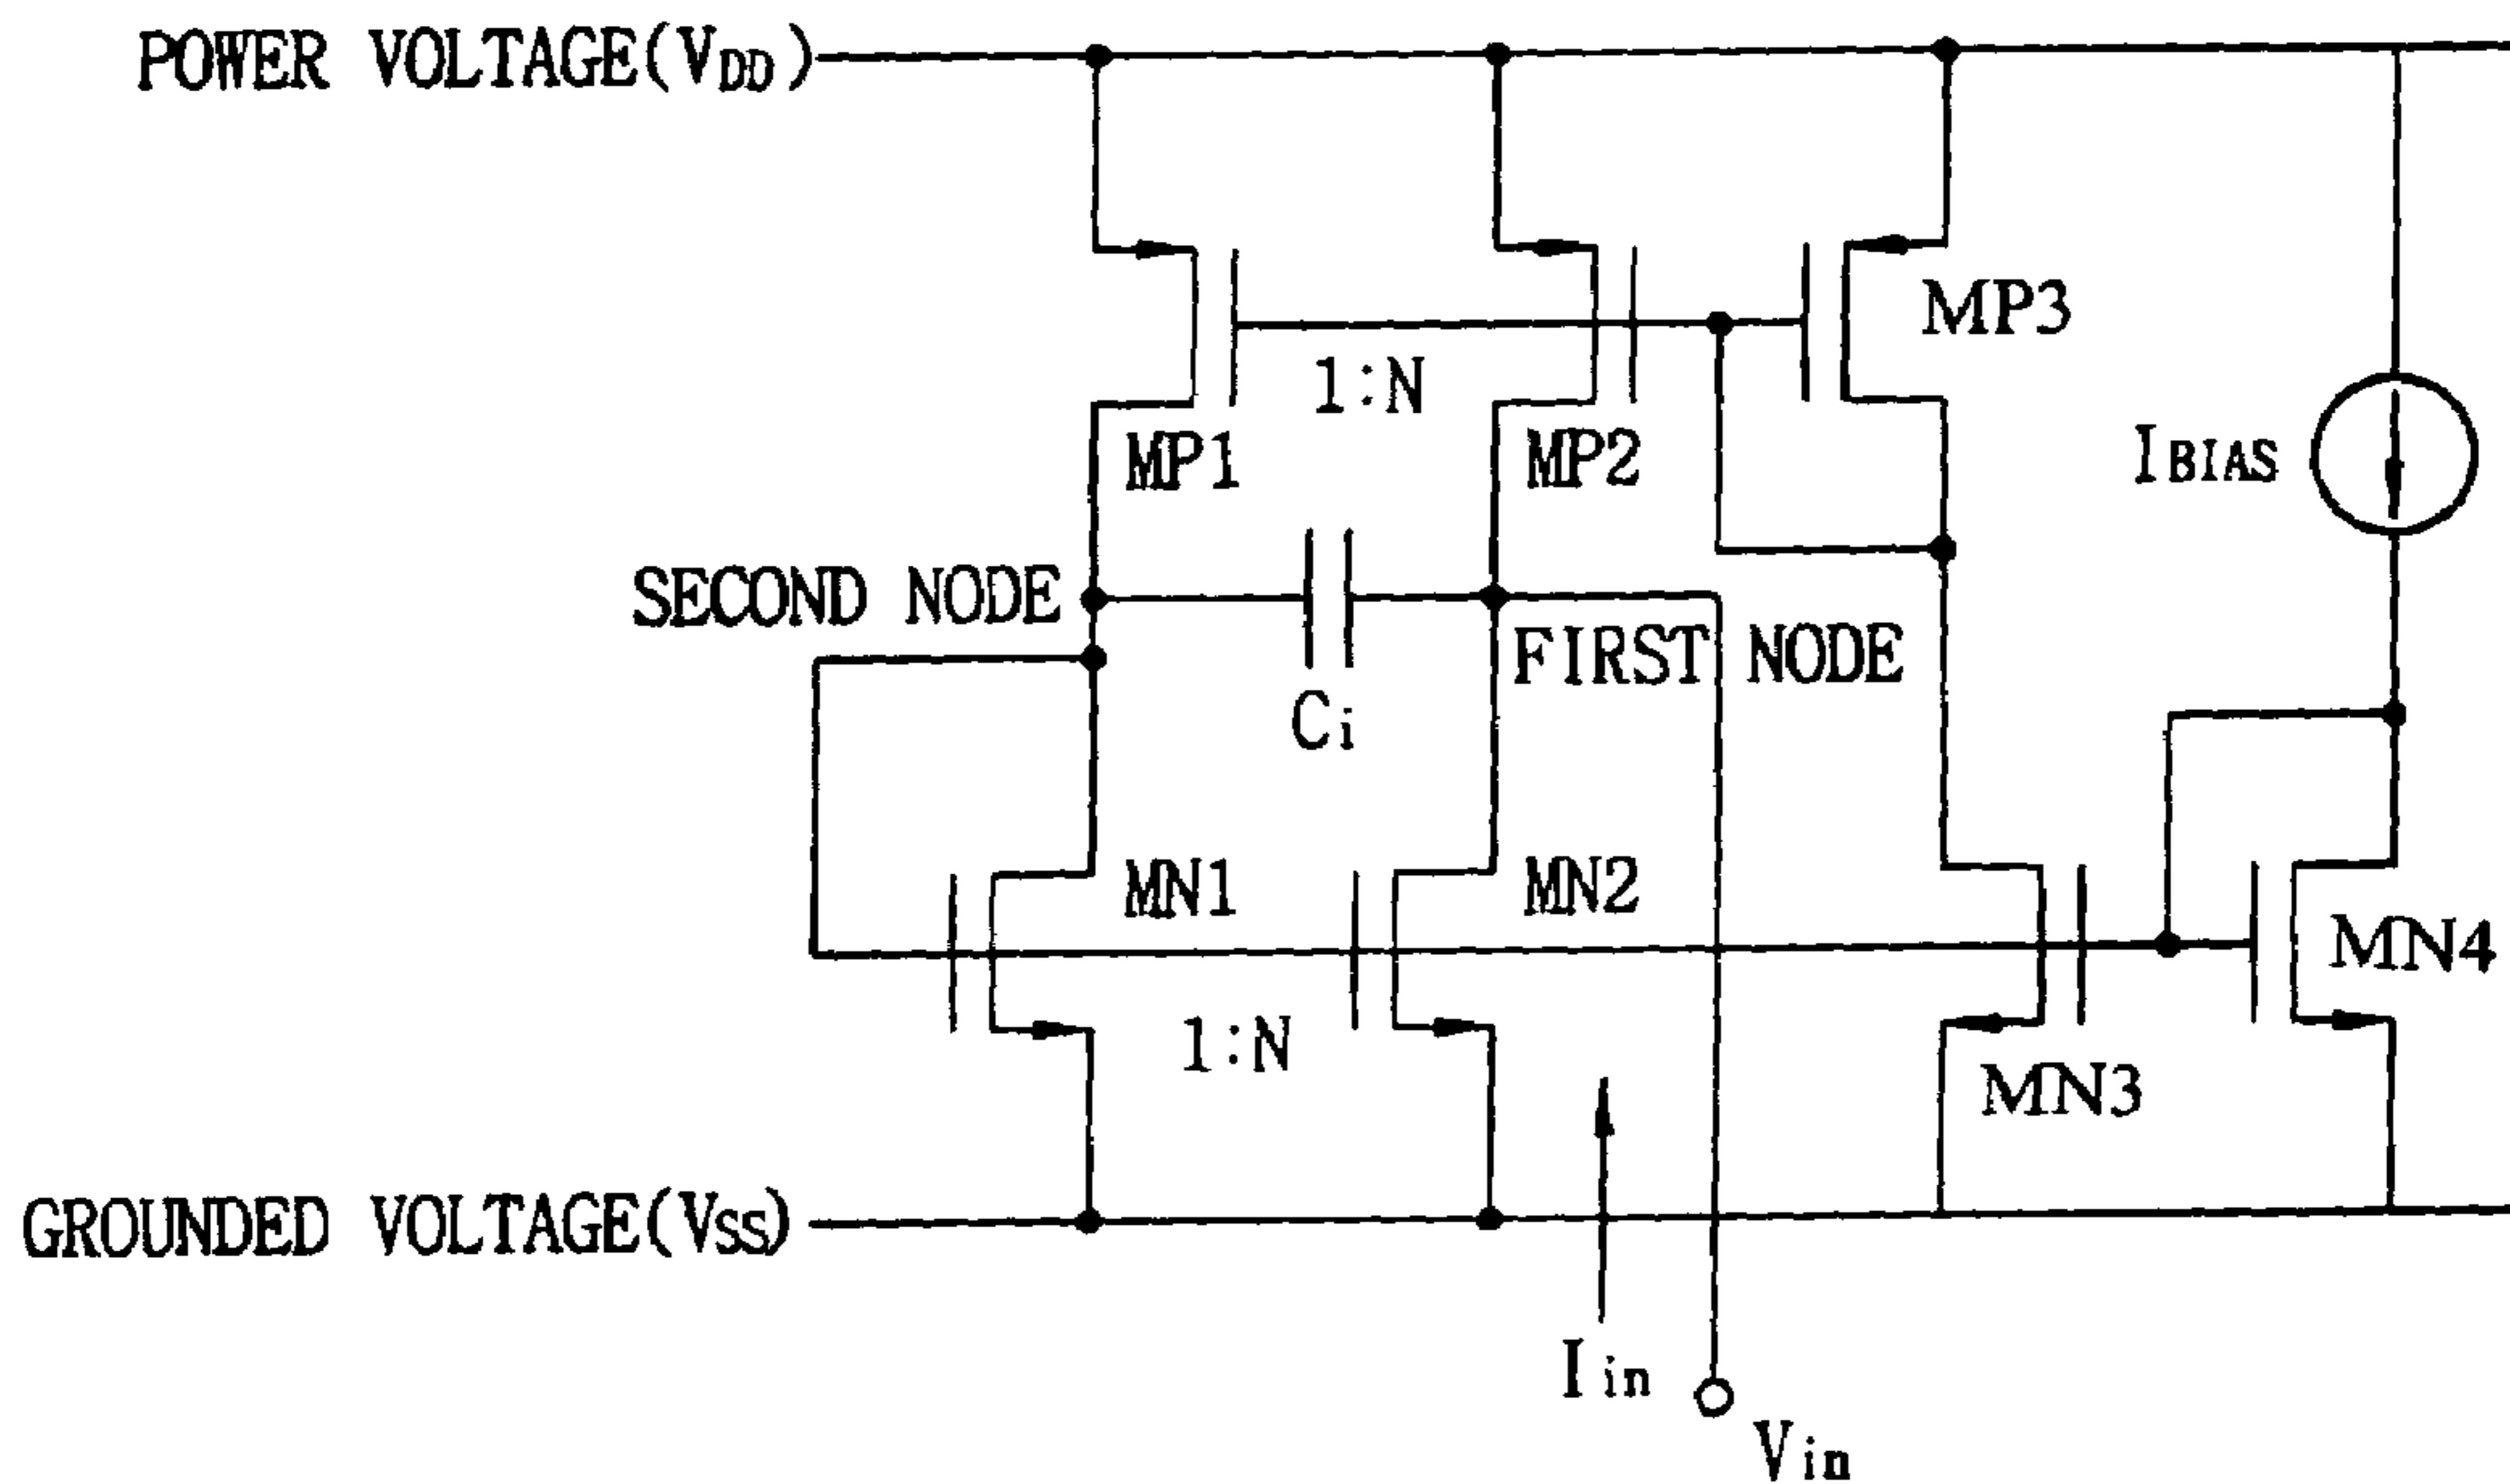 POWER VOLTAGE(VDD)
MP3
1:N
MP1
MP2
IBIAS
SECOND NODE
FIRST NODE
Ci
MN1
MN2
MN4
1:N
MN3
GROUNDED VOLTAGE(VSS)
Iin
Vin